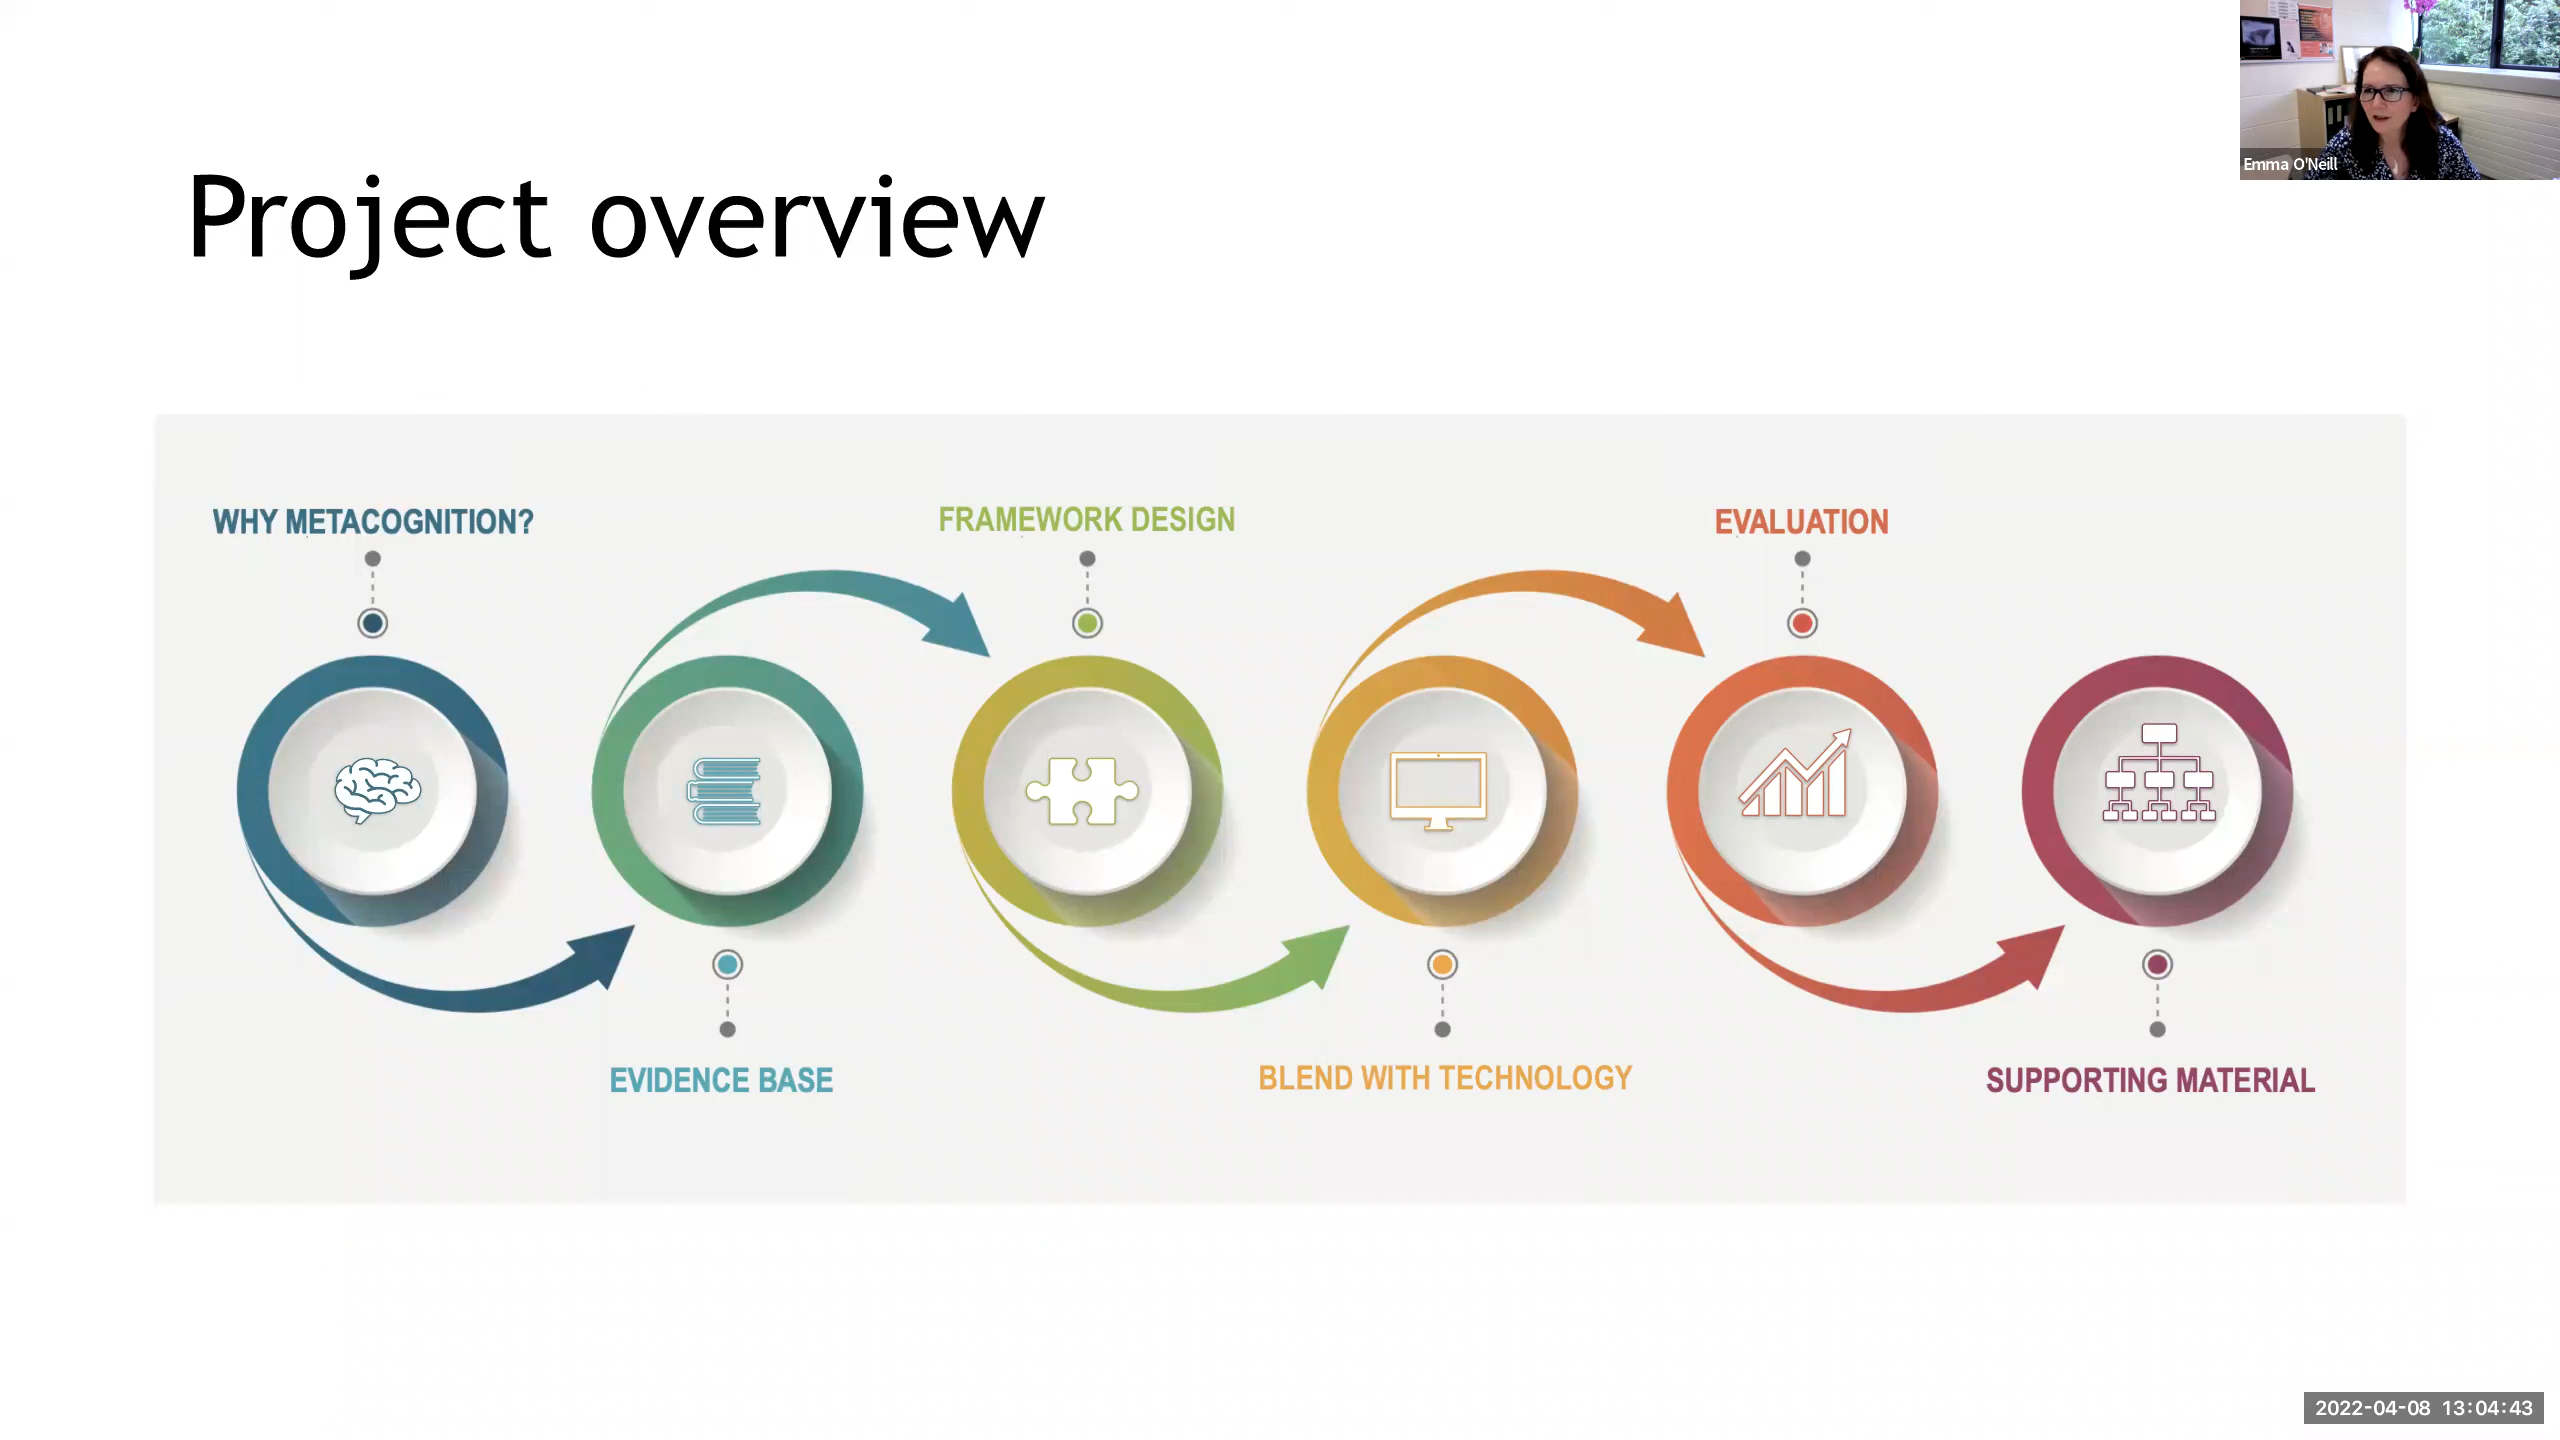 Emma O'Neill
Project overview
WHY METACOGNITION?
FRAMEWORK DESIGN
EVALUATION
EVIDENCE BASE
BLEND WITH TECHNOLOGY
SUPPORTING MATERIAL
2022-04-08 13:04:43